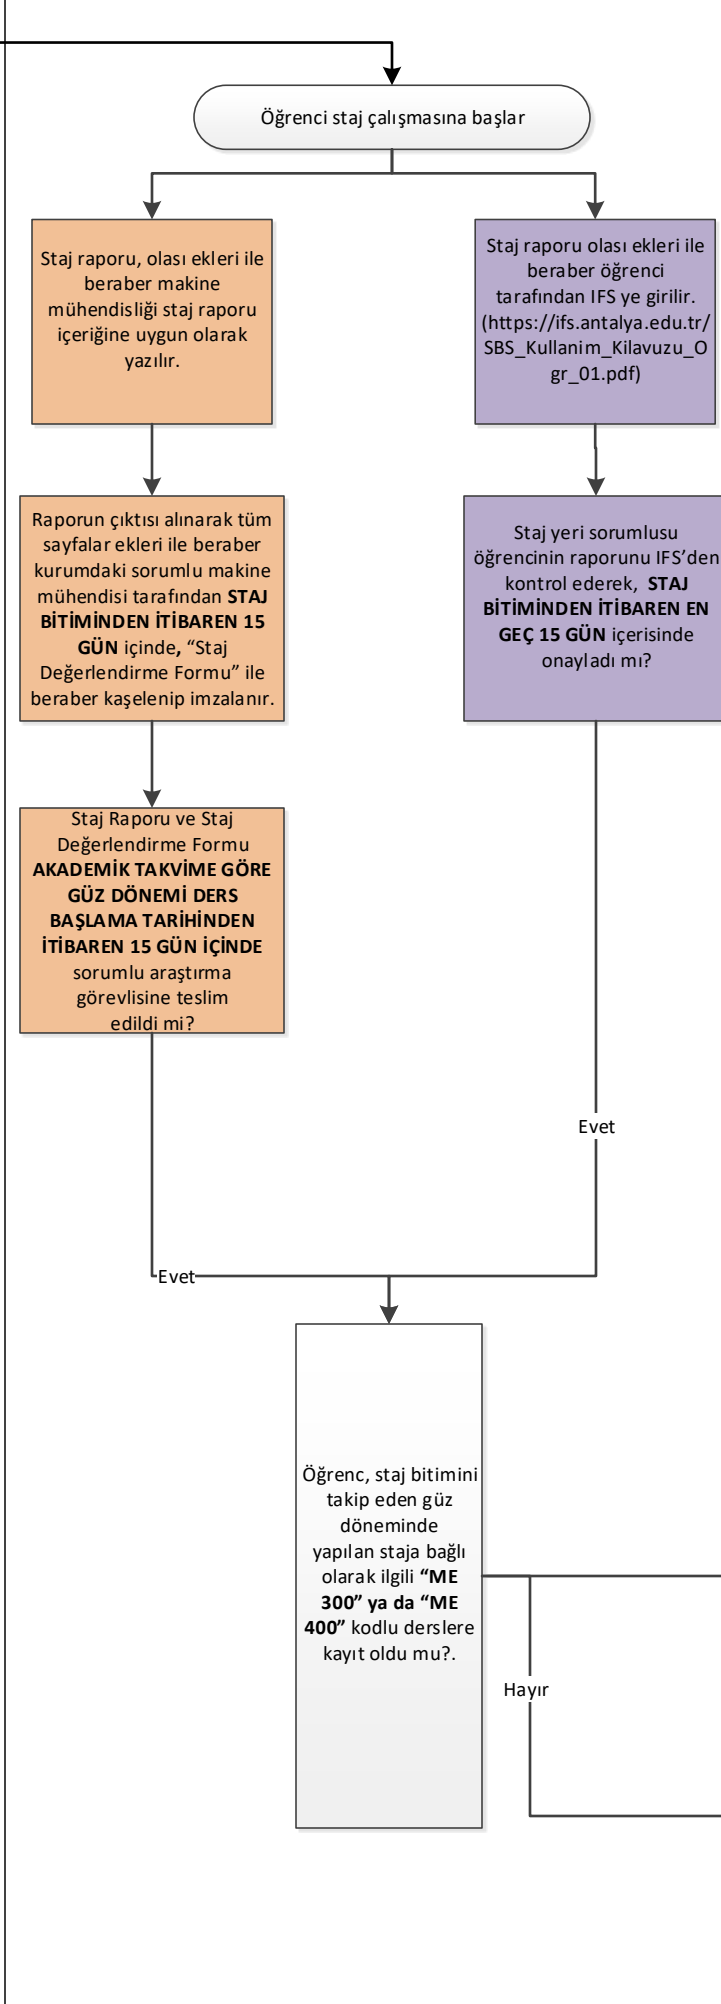 Öğrenci staj çalışmasına başlar
Staj raporu, olası ekleri ile
beraber makine
mühendisliği staj raporu
içeriğine uygun olarak
yazılır.
Staj raporu olası ekleri ile
beraber öğrenci
tarafından IFS ye girilir.
(https://ifs.antalya.edu.tr/
SBS_Kullanim_Kilavuzu_O
gr_01.pdf)
Raporun çıktısı alınarak tüm
sayfalar ekleri ile beraber
kurumdaki sorumlu makine
mühendisi tarafından STAJ
BİTİMİNDEN İTİBAREN 15
GÜN içinde, “Staj
Değerlendirme Formu” ile
beraber kaşelenip imzalanır.
Staj yeri sorumlusu
öğrencinin raporunu IFS’den
kontrol ederek, STAJ
BİTİMİNDEN İTİBAREN EN
GEÇ 15 GÜN içerisinde
onayladı mı?
Staj Raporu ve Staj
Değerlendirme Formu
AKADEMİK TAKVİME GÖRE
GÜZ DÖNEMİ DERS
BAŞLAMA TARİHİNDEN
İTİBAREN 15 GÜN İÇİNDE
sorumlu araştırma
görevlisine teslim
edildi mi?
Evet
Evet
Öğrenc, staj bitimini
takip eden güz
döneminde
yapılan staja bağlı
olarak ilgili “ME
300” ya da “ME
400” kodlu derslere
kayıt oldu mu?.
Hayır